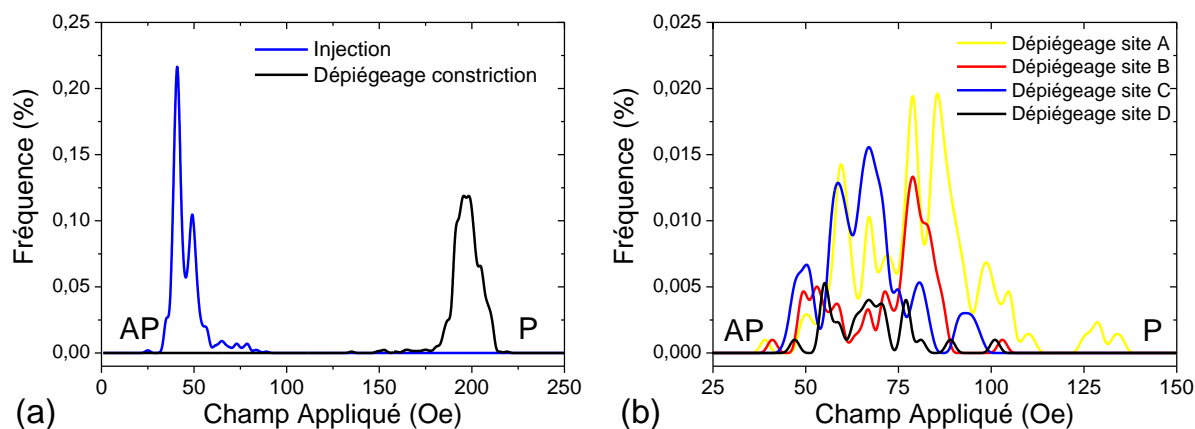 0,25
0,20
0,15
0,10
0,05
0,00
Fréquence (%)
Injection
Dépiégeage constriction
AP
P
0
50
100
150
200
250
Champ Appliqué (Oe)
(a)
0.025
0.020
0.015
0.010
0.005
0.000
Fréquence (%)
Dépiégeage site A
Dépiégeage site B
Dépiégeage site C
Dépiégeage site D
AP
P
25
50
75
100
125
150
Champ Appliqué (Oe)
(b)